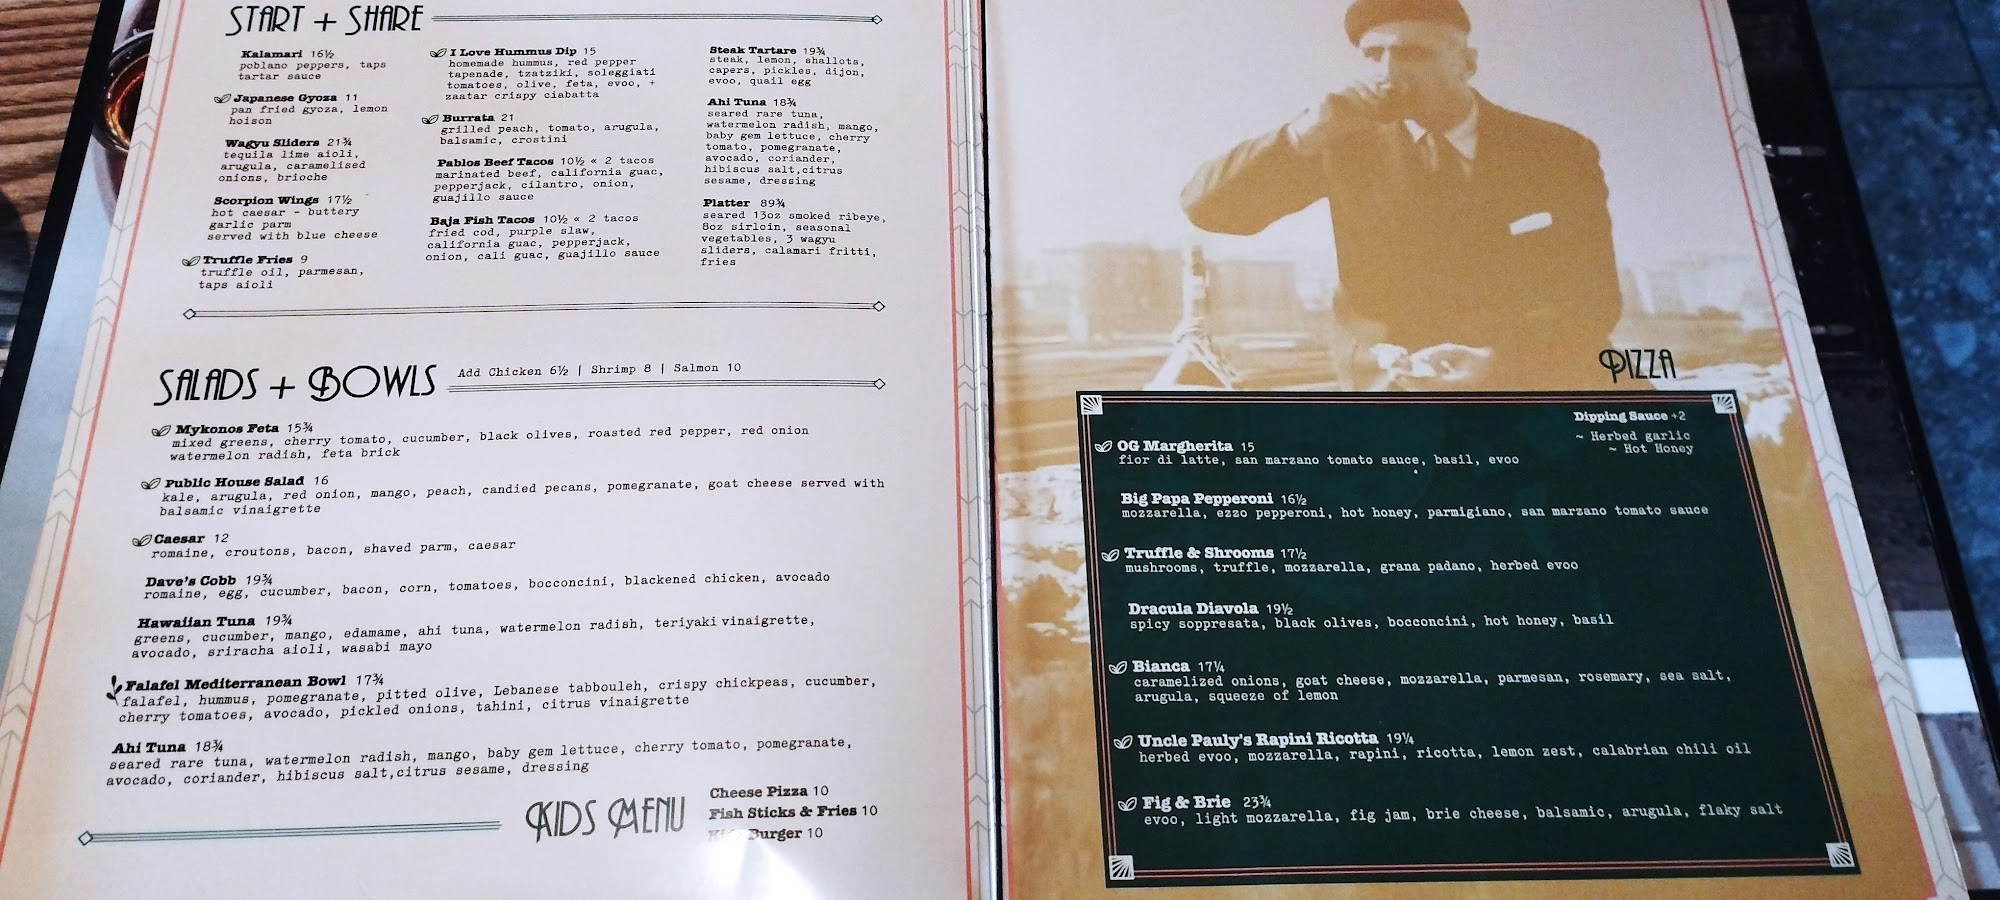 START + SHARE
Kalamari 16½
poblano peppers, taps
tartar sauce
Japanese Gyoza 11
pan fried gyoza, lemon
hoison
Wagyu Sliders 21¾
tequila lime aioli,
arugula, caramelised
onions, brioche
Scorpion Wings 17½
hot caesar - buttery
garlic parm
served with blue cheese
Truffle Fries 9
truffle oil, parmesan,
taps aioli
I Love Hummus Dip 15
homemade hummus, red pepper
tapenade, tzatziki, soleggiati
tomatoes, olive, feta, evoo, +
zaatar crispy ciabatta
Burrata 21
grilled peach, tomato, arugula,
balsamic, crostini
Pablos Beef Tacos 10½ « 2 tacos
marinated beef, california guac,
pepperjack, cilantro, onion,
guajillo sauce
Baja Fish Tacos 10½ « 2 tacos
fried cod, purple slaw,
california guac, pepperjack,
onion, cali guac, guajillo sauce
Steak Tartare 19¾
steak, lemon, shallots,
capers, pickles, dijon,
evoo, quail egg
Ahi Tuna 18¾
seared rare tuna,
watermelon radish, mango,
baby gem lettuce, cherry
tomato, pomegranate,
avocado, coriander,
hibiscus salt,citrus
sesame, dressing
Platter 89¾
seared 13oz smoked ribeye,
8oz sirloin, seasonal
vegetables, 3 wagyu
sliders, calamari fritti,
fries
SALADS + BOWLS Add Chicken 6½ | Shrimp 8 | Salmon 10
Mykonos Feta 15¾
mixed greens, cherry tomato, cucumber, black olives, roasted red pepper, red onion
watermelon radish, feta brick
Public House Salad 16
kale, arugula, red onion, mango, peach, candied pecans, pomegranate, goat cheese served with
balsamic vinaigrette
Caesar 12
romaine, croutons, bacon, shaved parm, caesar
Dave's Cobb 19¾
romaine, egg, cucumber, bacon, corn, tomatoes, bocconcini, blackened chicken, avocado
Hawaiian Tuna 19¾
greens, cucumber, mango, edamame, ahi tuna, watermelon radish, teriyaki vinaigrette,
avocado, sriracha aioli, wasabi mayo
Falafel Mediterranean Bowl 17¾
falafel, hummus, pomegranate, pitted olive, Lebanese tabbouleh, crispy chickpeas, cucumber,
cherry tomatoes, avocado, pickled onions, tahini, citrus vinaigrette
Ahi Tuna 18¾
seared rare tuna, watermelon radish, mango, baby gem lettuce, cherry tomato, pomegranate,
avocado, coriander, hibiscus salt,citrus sesame, dressing
KIDS MENU
Cheese Pizza 10
Fish Sticks & Fries 10
Burger 10
PIZZA
Dipping Sauce +2
~ Herbed garlic
~ Hot Honey
OG Margherita 15
fior di latte, san marzano tomato sauce, basil, evoo
Big Papa Pepperoni 16½
mozzarella, ezzo pepperoni, hot honey, parmigiano, san marzano tomato sauce
Truffle & Shrooms 17½
mushrooms, truffle, mozzarella, grana padano, herbed evoo
Dracula Diavola 19½
spicy soppresata, black olives, bocconcini, hot honey, basil
Bianca 17¼
caramelized onions, goat cheese, mozzarella, parmesan, rosemary, sea salt,
arugula, squeeze of lemon
Uncle Pauly's Rapini Ricotta 19¼
herbed evoo, mozzarella, rapini, ricotta, lemon zest, calabrian chili oil
Fig & Brie 23¾
evoo, light mozzarella, fig jam, brie cheese, balsamic, arugula, flaky salt